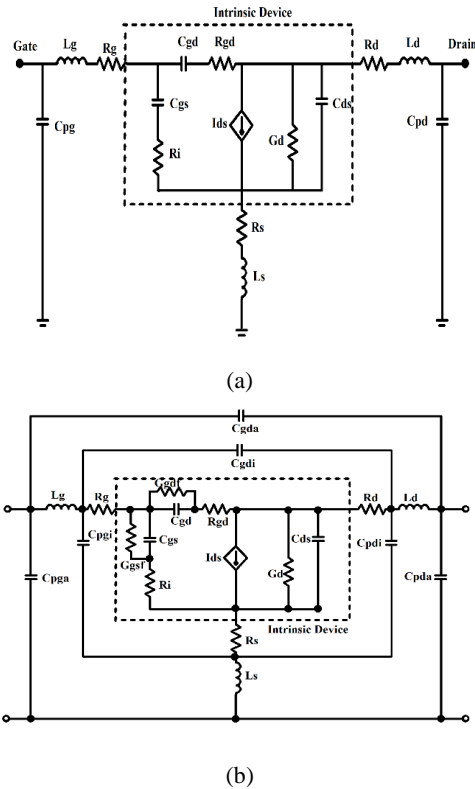 Intrinsic Device
Gate Lg Rg Cgd Rgd Rd Ld Drain
Cpg Cgs Ids Gd Cds Cpd
Ri
Rs
Ls
(a)
Cgda
Cgdi
Ggdf
Lg Rg Cgd Rgd Rd Ld
Cpgi Ggsf Cgs Ids Gd Cds Cpdi
Cpga Ri Cpda
Intrinsic Device
Rs
Ls
(b)